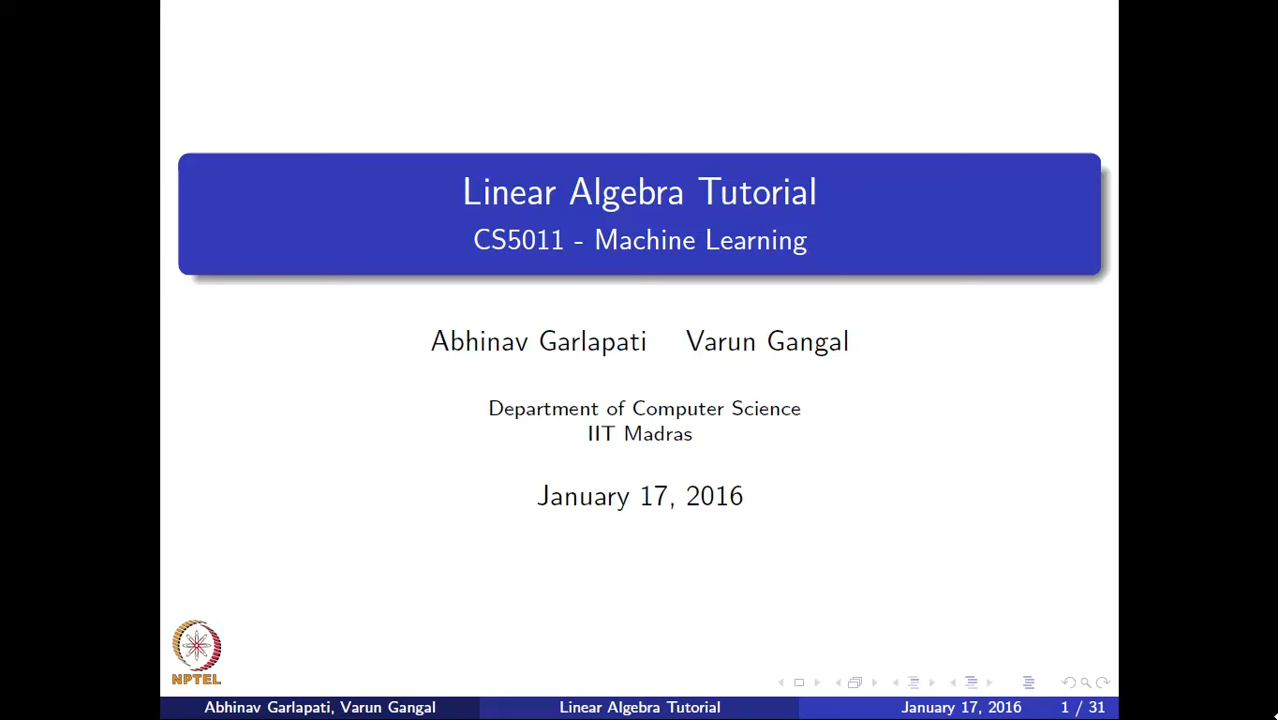 Linear Algebra Tutorial
CS5011 - Machine Learning
Abhinav Garlapati Varun Gangal
Department of Computer Science
IIT Madras
January 17, 2016
NPTEL
Abhinav Garlapati, Varun Gangal Linear Algebra Tutorial January 17, 2016 1 / 31